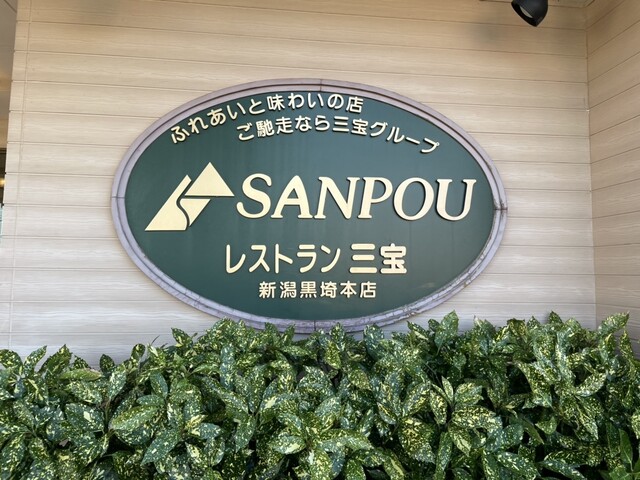 ふれあいと味わいの店
ご馳走なら三宝グループ
SANPOU
レストラン三宝
新潟黒埼本店